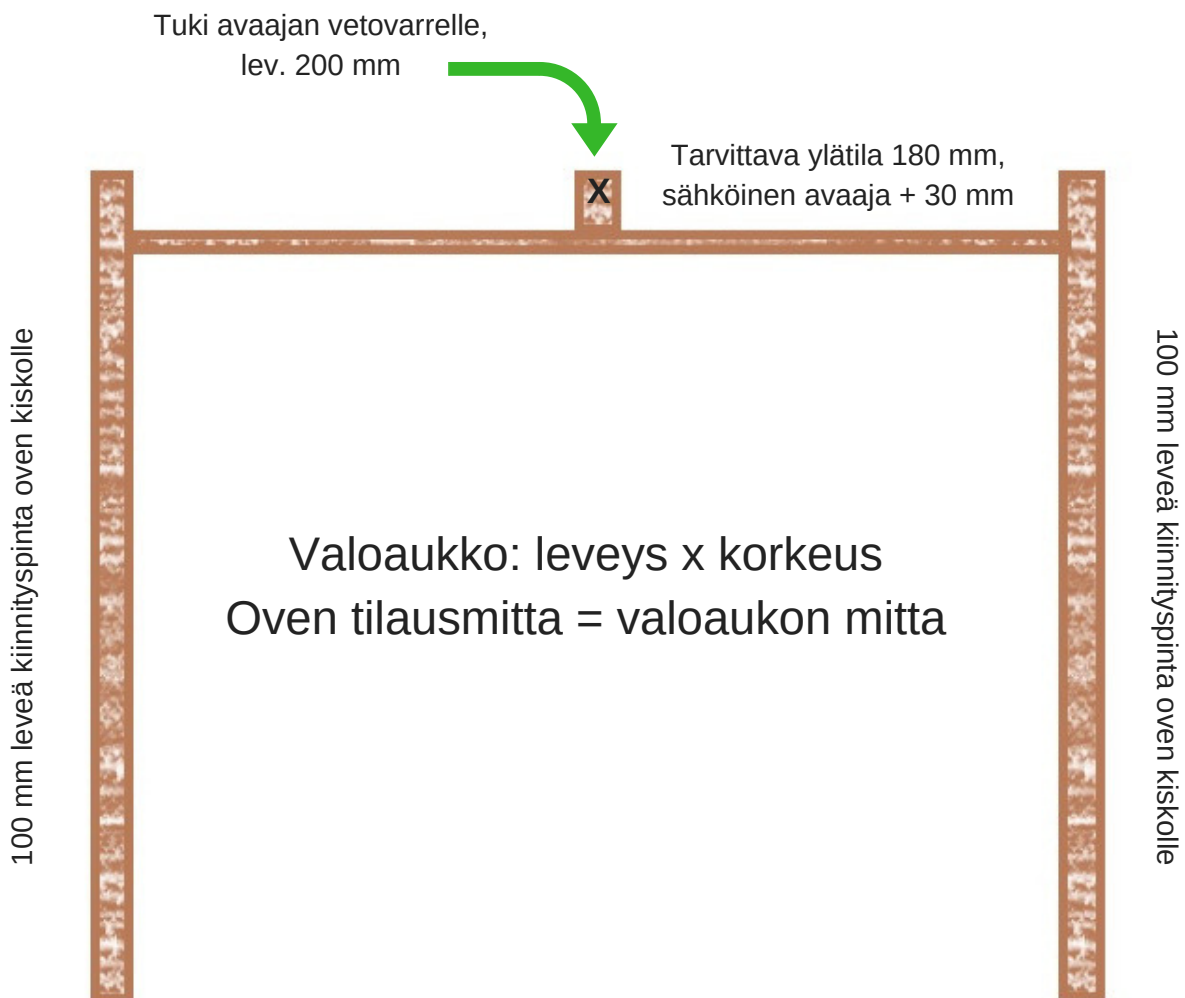 Tuki avaajan vetovarrelle,
lev. 200 mm
Tarvittava ylätila 180 mm,
sähköinen avaaja + 30 mm
X
100 mm leveä kiinnityspinta oven kiskolle
Valoaukko: leveys x korkeus
Oven tilausmitta = valoaukon mitta
100 mm leveä kiinnityspinta oven kiskolle